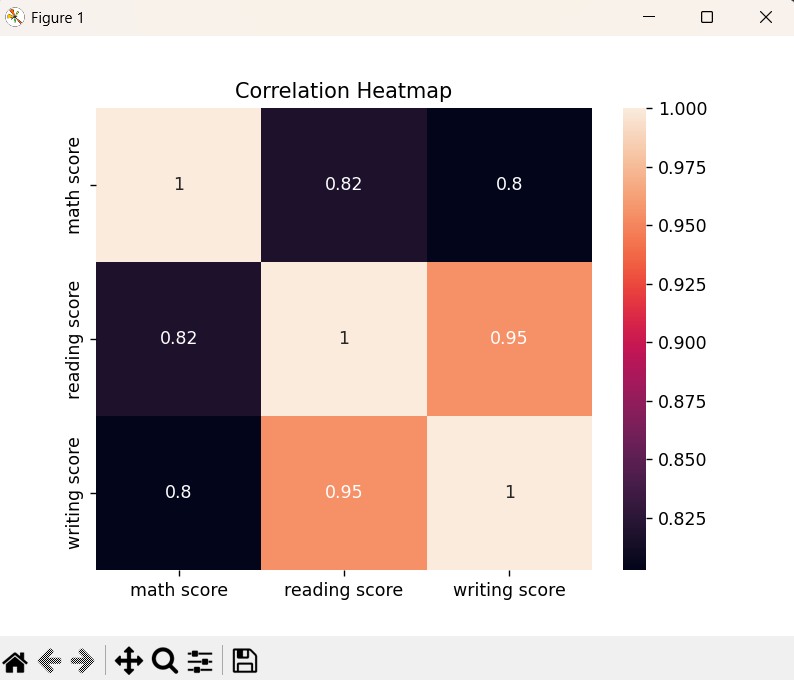 Figure 1
Correlation Heatmap
math score
reading score
writing score
1 0.82 0.8
0.82 1 0.95
0.8 0.95 1
math score reading score writing score
1.000
0.975
0.950
0.925
0.900
0.875
0.850
0.825